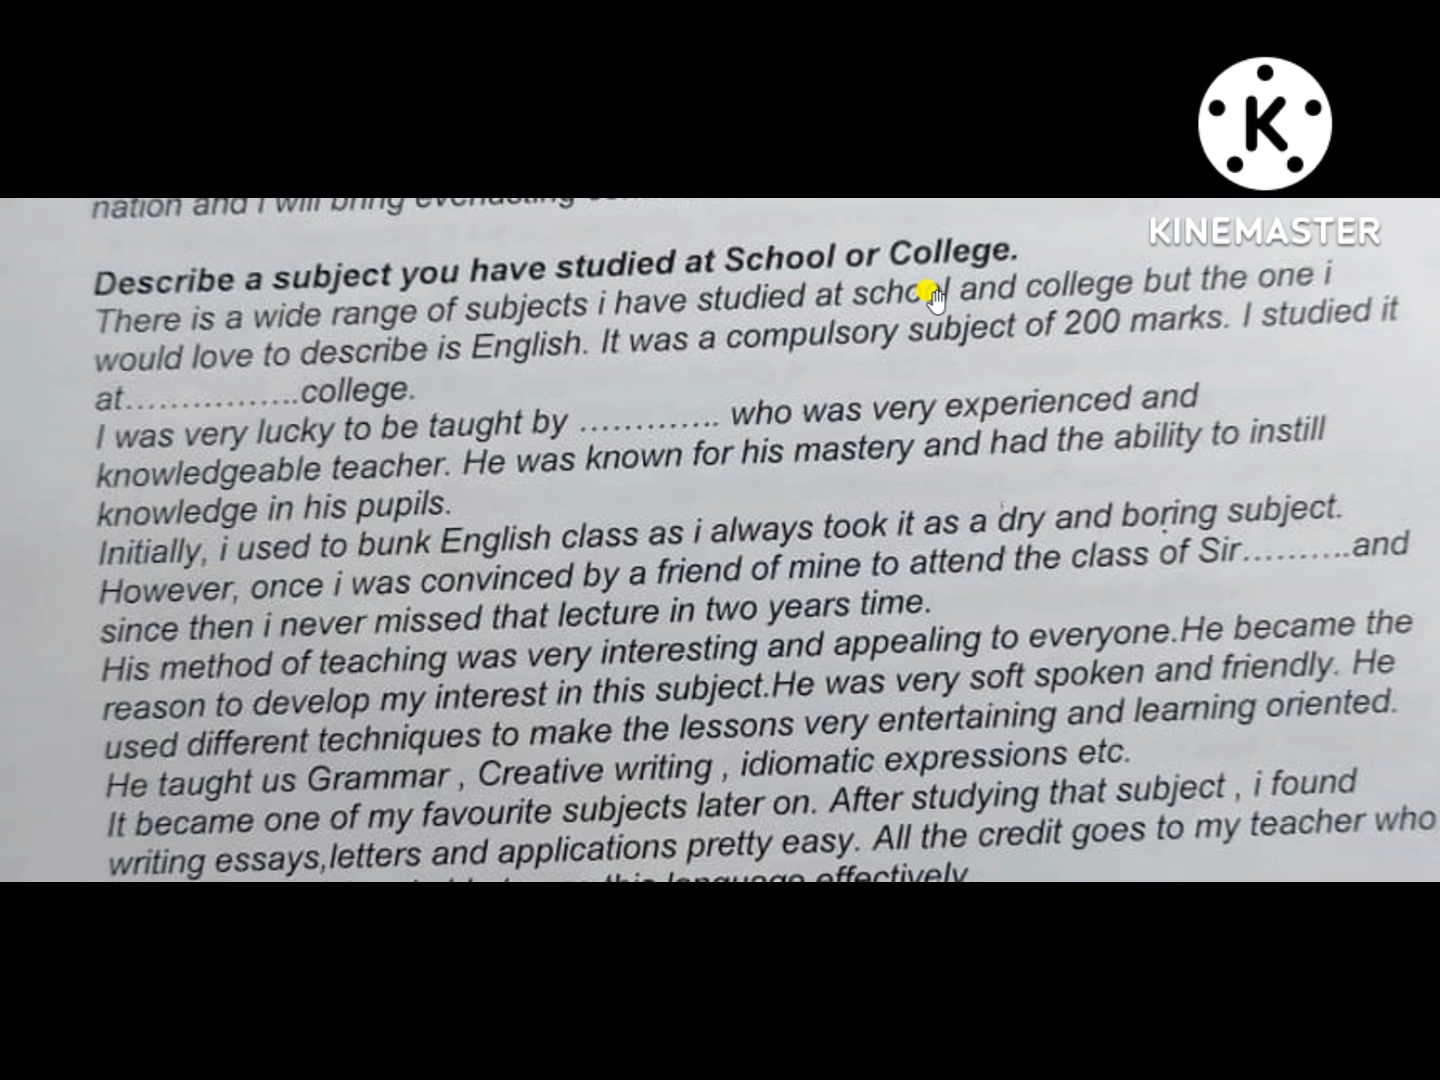 K
KINEMASTER
nation and i will bring
Describe a subject you have studied at School or College.
There is a wide range of subjects i have studied at school and college but the one i
would love to describe is English. It was a compulsory subject of 200 marks. I studied it
at................college.
I was very lucky to be taught by ............. who was very experienced and
knowledgeable teacher. He was known for his mastery and had the ability to instill
knowledge in his pupils.
Initially, i used to bunk English class as i always took it as a dry and boring subject.
However, once i was convinced by a friend of mine to attend the class of Sir..........and
since then i never missed that lecture in two years time.
His method of teaching was very interesting and appealing to everyone.He became the
reason to develop my interest in this subject.He was very soft spoken and friendly. He
used different techniques to make the lessons very entertaining and learning oriented.
He taught us Grammar , Creative writing , idiomatic expressions etc.
It became one of my favourite subjects later on. After studying that subject , i found
writing essays,letters and applications pretty easy. All the credit goes to my teacher who
this language effectively